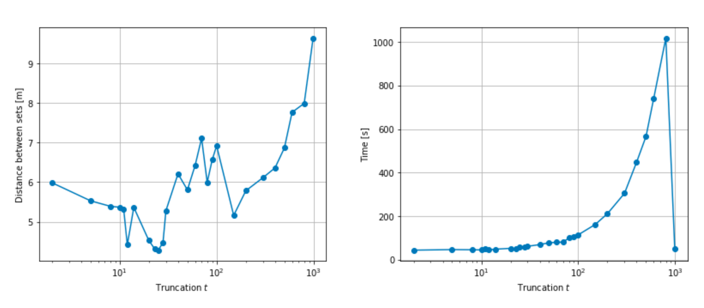 9
8
7
6
5
Distance between sets [m]
10¹ 10² 10³
Truncation t
1000
800
600
400
200
0
Time [s]
10¹ 10² 10³
Truncation t